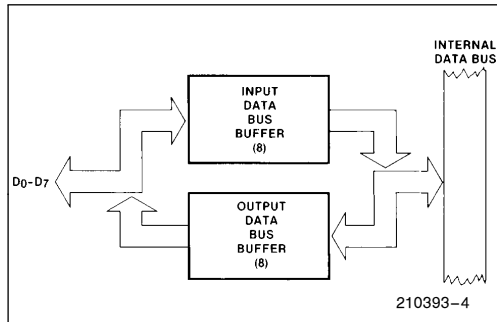 INTERNAL
DATA BUS
INPUT
DATA
BUS
BUFFER
(8)
D0-D7
OUTPUT
DATA
BUS
BUFFER
(8)
210393-4